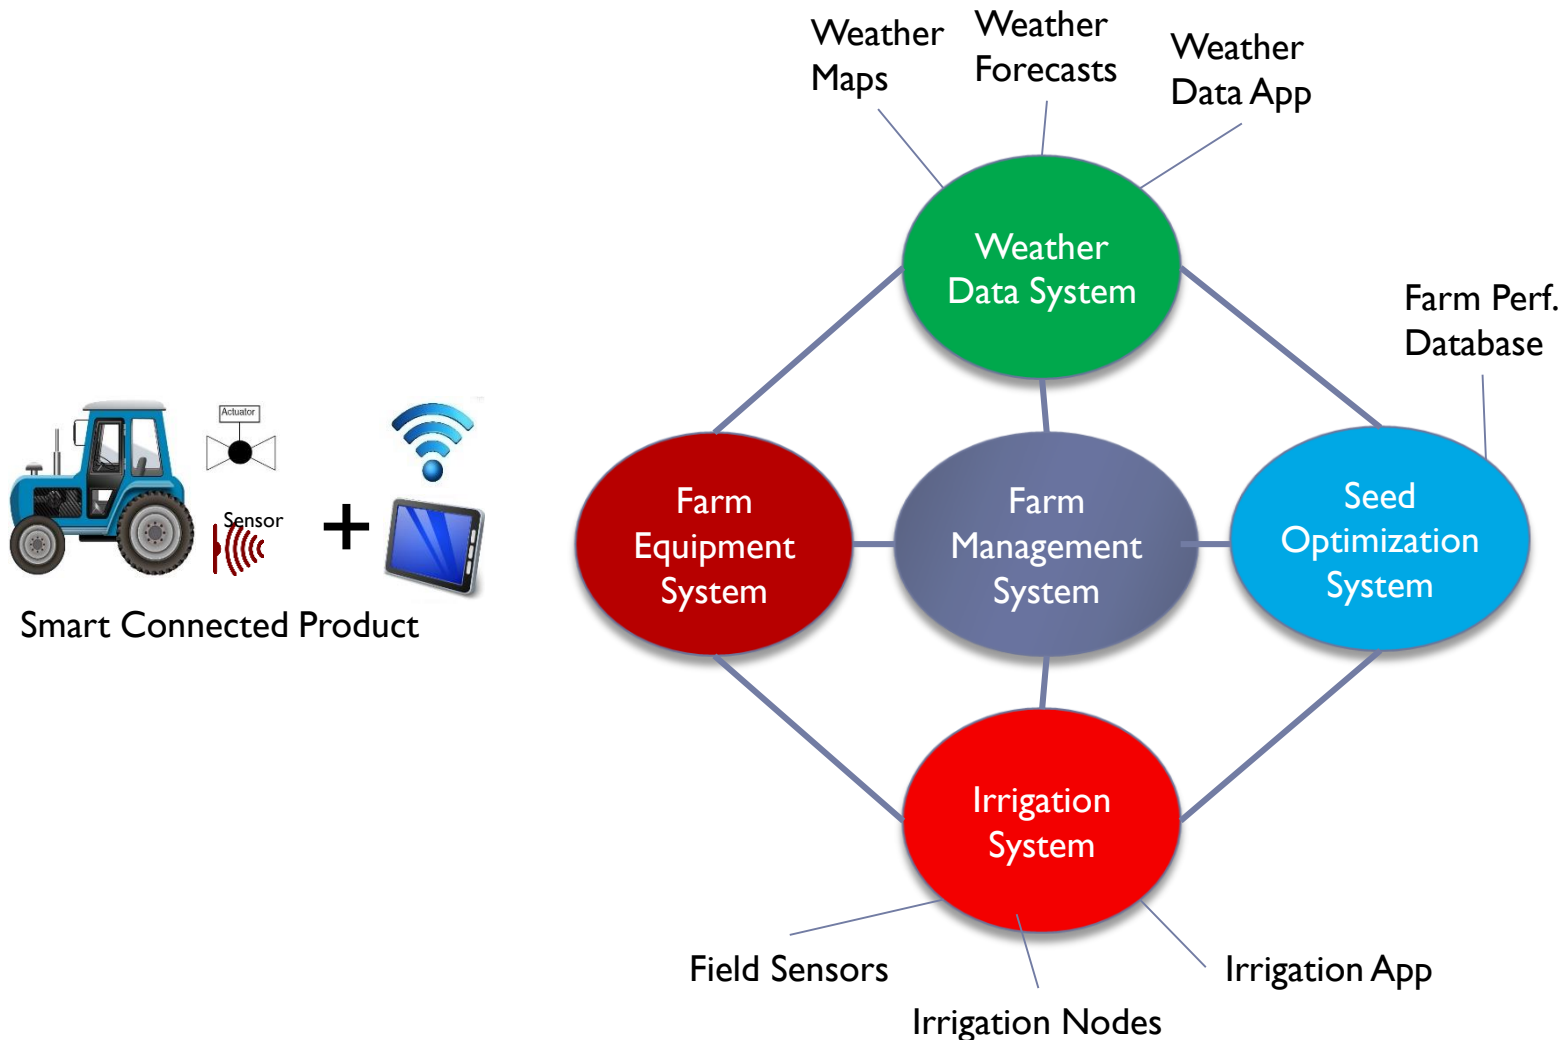 Weather
Maps
Weather
Forecasts
Weather
Data App
Weather
Data System
Farm Perf.
Database
Actuator
Sensor
Smart Connected Product
Farm
Equipment
System
Farm
Management
System
Seed
Optimization
System
Irrigation
System
Field Sensors
Irrigation Nodes
Irrigation App